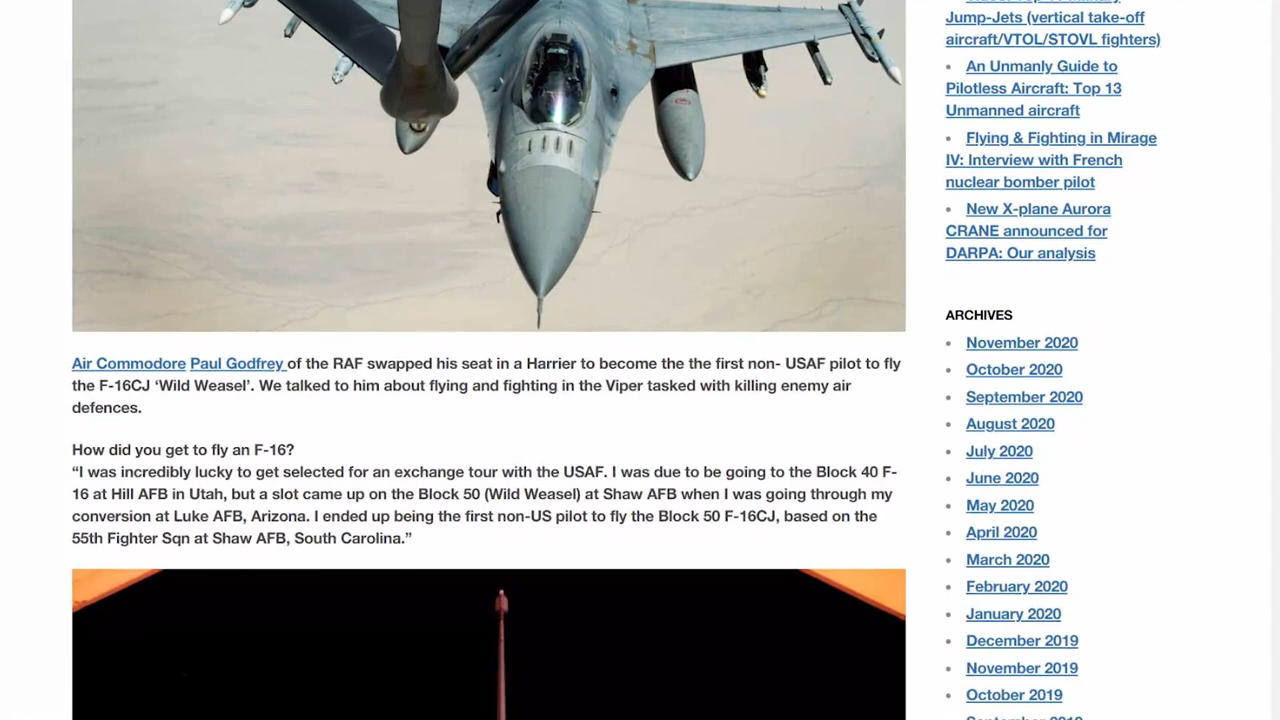 Jump-Jets (vertical take-off
aircraft/VTOL/STOVL fighters)
An Unmanly Guide to
Pilotless Aircraft: Top 13
Unmanned aircraft
Flying & Fighting in Mirage
IV: Interview with French
nuclear bomber pilot
New X-plane Aurora
CRANE announced for
DARPA: Our analysis
ARCHIVES
November 2020
October 2020
September 2020
August 2020
July 2020
June 2020
May 2020
April 2020
March 2020
February 2020
January 2020
December 2019
November 2019
October 2019
Air Commodore Paul Godfrey of the RAF swapped his seat in a Harrier to become the the first non- USAF pilot to fly
the F-16CJ ‘Wild Weasel’. We talked to him about flying and fighting in the Viper tasked with killing enemy air
defences.
How did you get to fly an F-16?
“I was incredibly lucky to get selected for an exchange tour with the USAF. I was due to be going to the Block 40 F-
16 at Hill AFB in Utah, but a slot came up on the Block 50 (Wild Weasel) at Shaw AFB when I was going through my
conversion at Luke AFB, Arizona. I ended up being the first non-US pilot to fly the Block 50 F-16CJ, based on the
55th Fighter Sqn at Shaw AFB, South Carolina.”